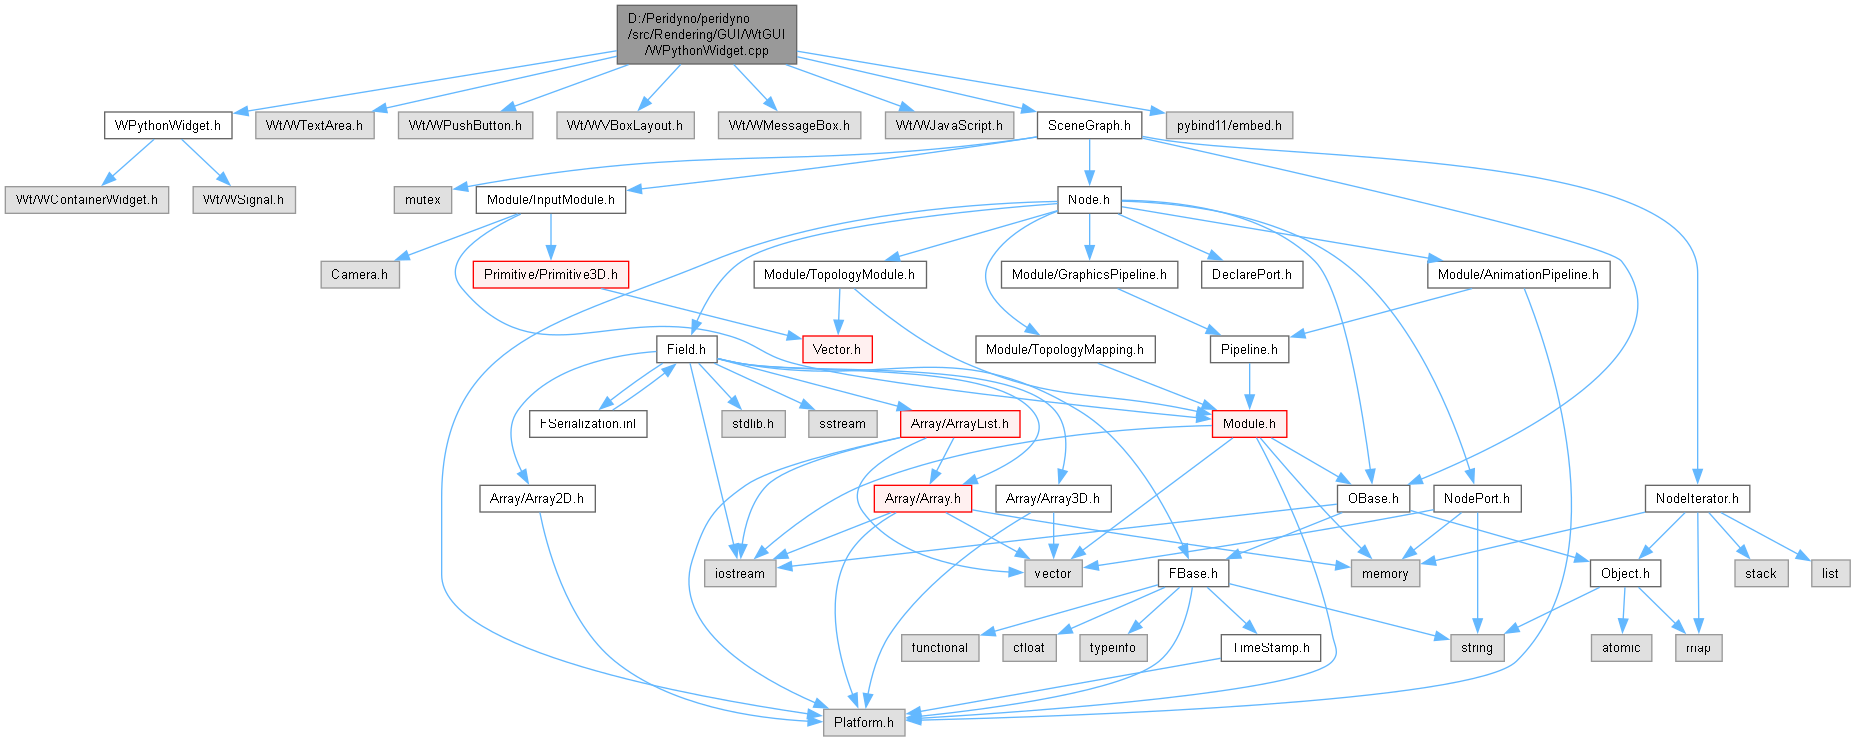 D:/Peridyno/peridyno
/src/Rendering/GUI/WtGUI
/WPythonWidget.cpp
WPythonWidget.h
Wt/WTextArea.h
Wt/WPushButton.h
Wt/WVBoxLayout.h
Wt/WMessageBox.h
Wt/WJavaScript.h
SceneGraph.h
pybind11/embed.h
Wt/WContainerWidget.h
Wt/WSignal.h
mutex
Module/InputModule.h
Node.h
Camera.h
Primitive/Primitive3D.h
Module/TopologyModule.h
Module/GraphicsPipeline.h
DeclarePort.h
Module/AnimationPipeline.h
Field.h
Vector.h
Module/TopologyMapping.h
Pipeline.h
FSerialization.inl
stdlib.h
sstream
Array/ArrayList.h
Module.h
Array/Array2D.h
Array/Array.h
Array/Array3D.h
OBase.h
NodePort.h
NodeIterator.h
iostream
vector
FBase.h
memory
Object.h
stack
list
functional
cfloat
typeinfo
TimeStamp.h
string
atomic
map
Platform.h